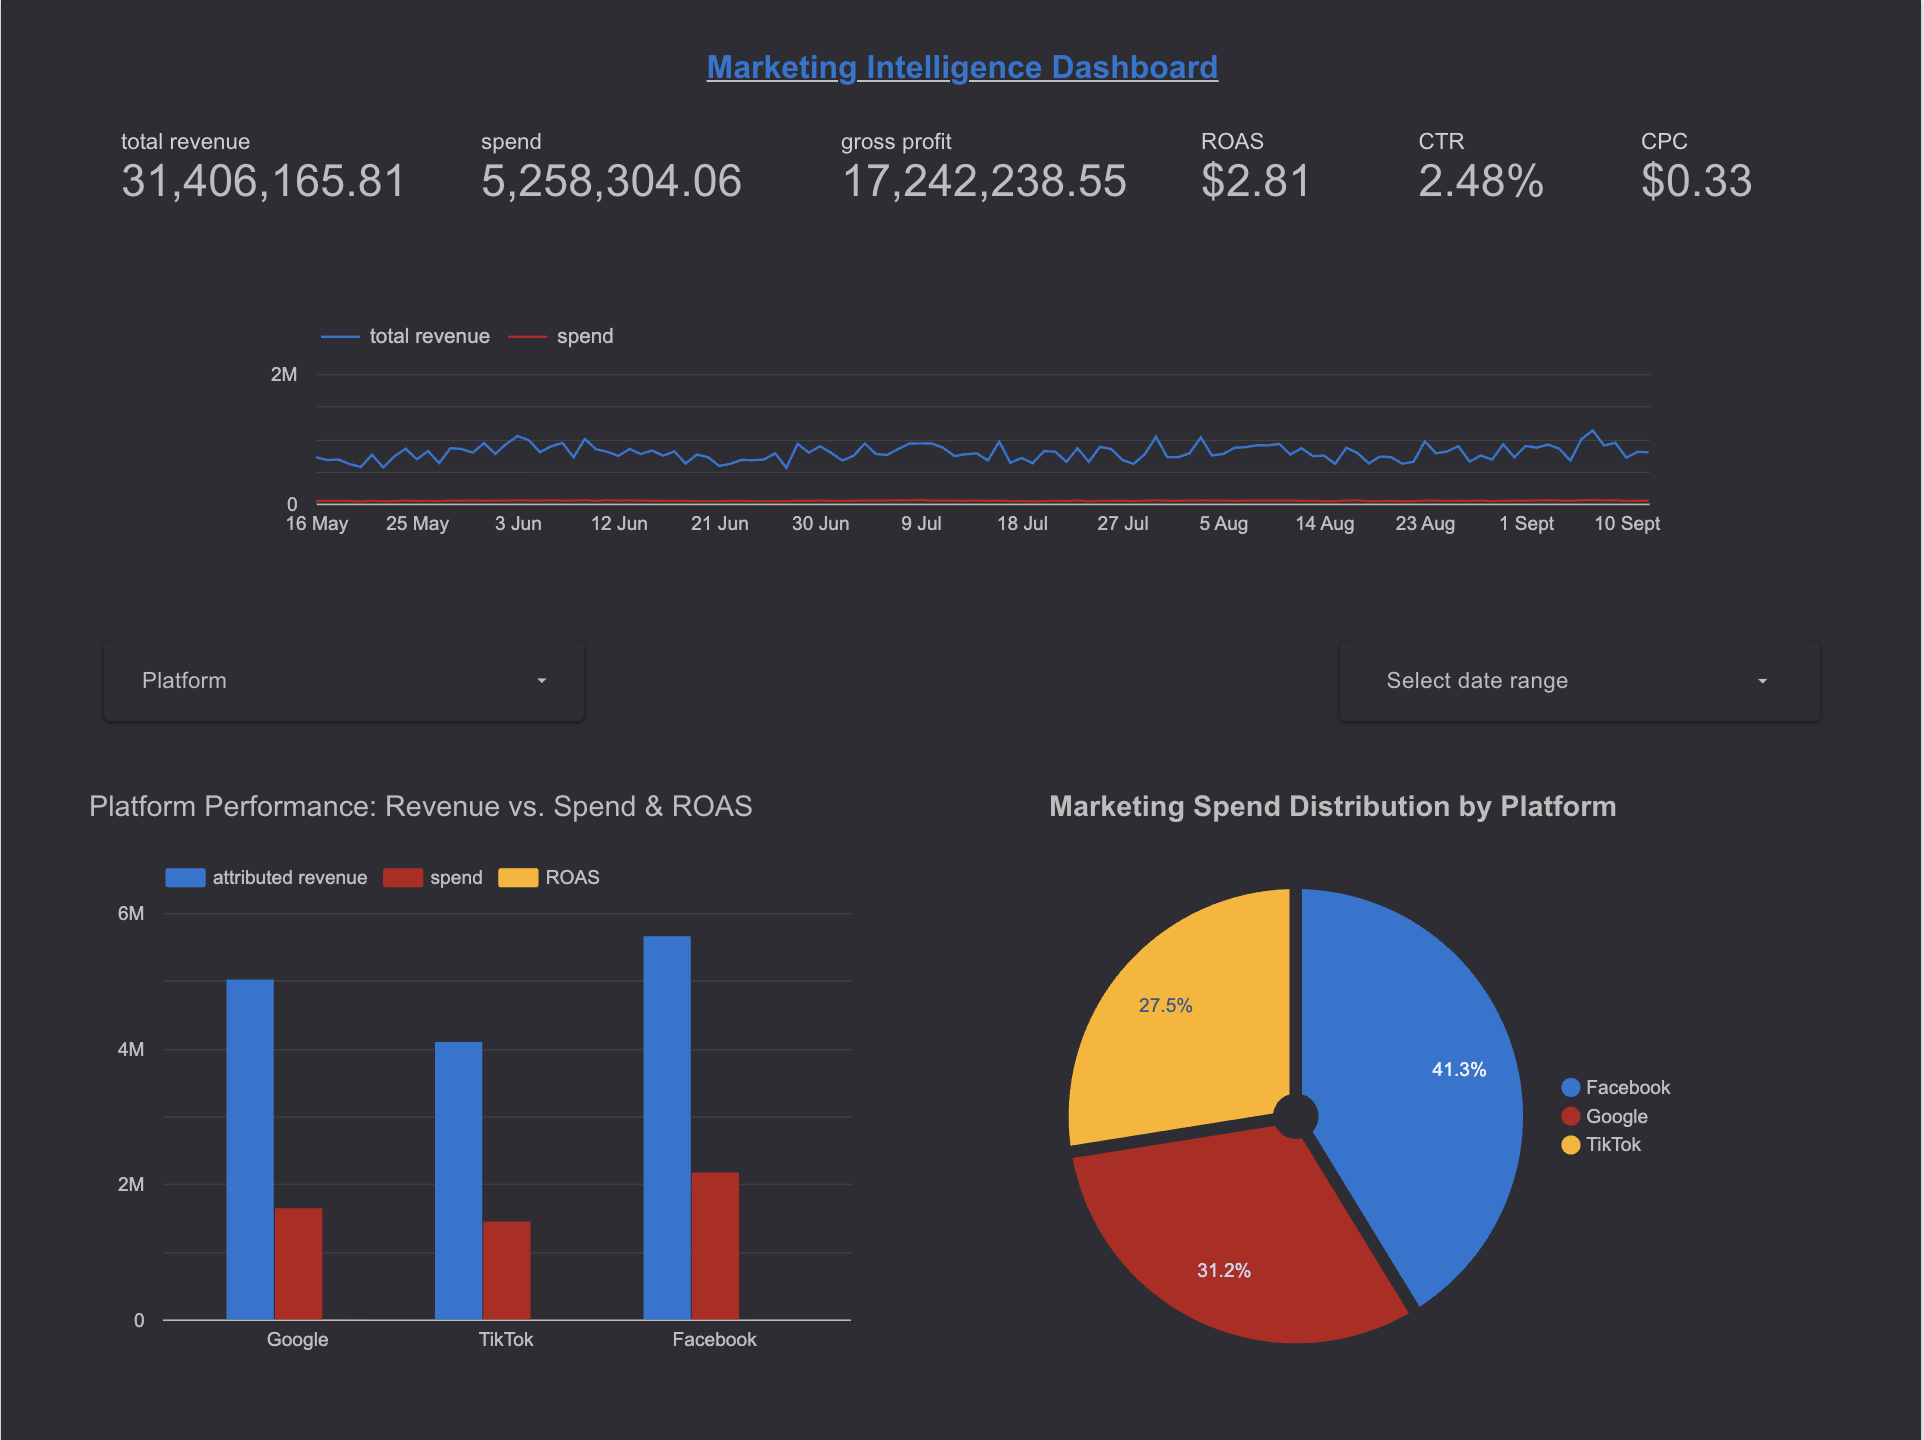 Marketing Intelligence Dashboard
total revenue
31,406,165.81
spend
5,258,304.06
gross profit
17,242,238.55
ROAS
$2.81
CTR
2.48%
CPC
$0.33
total revenue spend
2M
0
16 May 25 May 3 Jun 12 Jun 21 Jun 30 Jun 9 Jul 18 Jul 27 Jul 5 Aug 14 Aug 23 Aug 1 Sept 10 Sept
Platform
Select date range
Platform Performance: Revenue vs. Spend & ROAS
attributed revenue spend ROAS
6M
4M
2M
0
Google TikTok Facebook
Marketing Spend Distribution by Platform
27.5%
41.3%
31.2%
Facebook
Google
TikTok